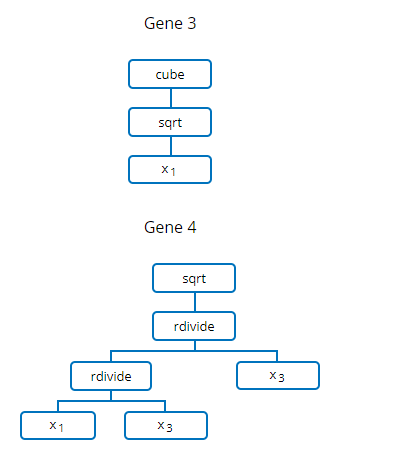 Gene 3
cube
sqrt
x1
Gene 4
sqrt
rdivide
rdivide x3
x1 x3